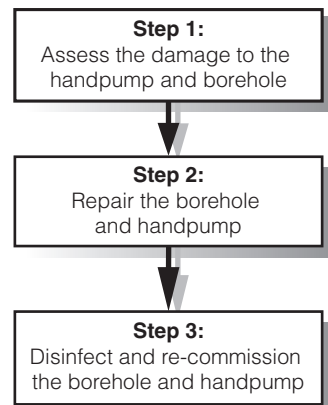 Step 1:
Assess the damage to the
handpump and borehole
Step 2:
Repair the borehole
and handpump
Step 3:
Disinfect and re-commission
the borehole and handpump